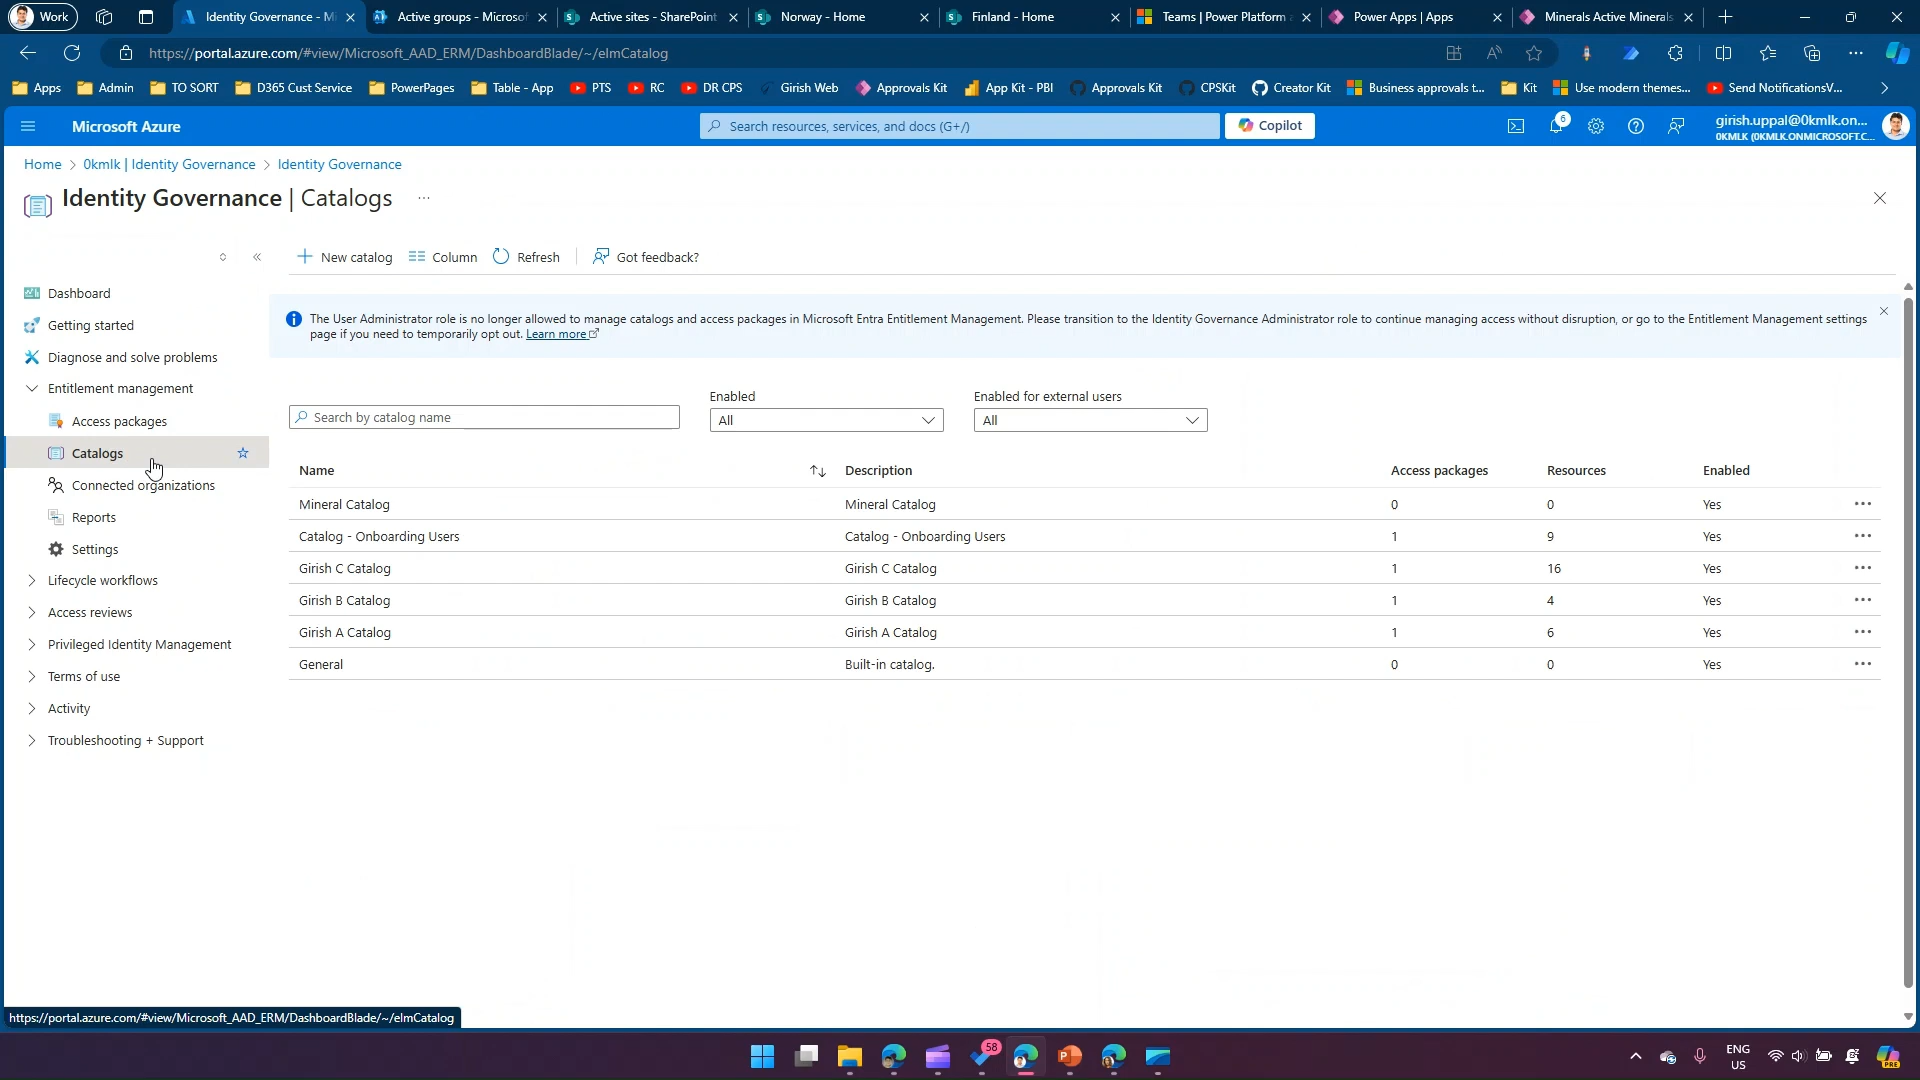 Work
Identity Governance - Mi
Active groups - Microsof
Active sites - SharePoint
Norway - Home
Finland - Home
Teams | Power Platform a
Power Apps | Apps
Minerals Active Minerals
https://portal.azure.com/#view/Microsoft_AAD_ERM/DashboardBlade/~/elmCatalog
Apps
Admin
TO SORT
D365 Cust Service
PowerPages
Table - App
PTS
RC
DR CPS
Girish Web
Approvals Kit
App Kit - PBI
Approvals Kit
CPSKit
Creator Kit
Business approvals t...
Kit
Use modern themes...
Send NotificationsV...
Microsoft Azure
Search resources, services, and docs (G+/)
Copilot
6
girish.uppal@0kmlk.on...
0KMLK (0KMLK.ONMICROSOFT.C...
Home > 0kmlk | Identity Governance > Identity Governance
Identity Governance | Catalogs ...
New catalog
Column
Refresh
Got feedback?
Dashboard
Getting started
Diagnose and solve problems
Entitlement management
Access packages
Catalogs
Connected organizations
Reports
Settings
Lifecycle workflows
Access reviews
Privileged Identity Management
Terms of use
Activity
Troubleshooting + Support
The User Administrator role is no longer allowed to manage catalogs and access packages in Microsoft Entra Entitlement Management. Please transition to the Identity Governance Administrator role to continue managing access without disruption, or go to the Entitlement Management settings
page if you need to temporarily opt out. Learn more
Search by catalog name
Enabled
All
Enabled for external users
All
Name Description Access packages Resources Enabled
Mineral Catalog Mineral Catalog 0 0 Yes
Catalog - Onboarding Users Catalog - Onboarding Users 1 9 Yes
Girish C Catalog Girish C Catalog 1 16 Yes
Girish B Catalog Girish B Catalog 1 4 Yes
Girish A Catalog Girish A Catalog 1 6 Yes
General Built-in catalog. 0 0 Yes
https://portal.azure.com/#view/Microsoft_AAD_ERM/DashboardBlade/~/elmCatalog
58
ENG
US
PRE